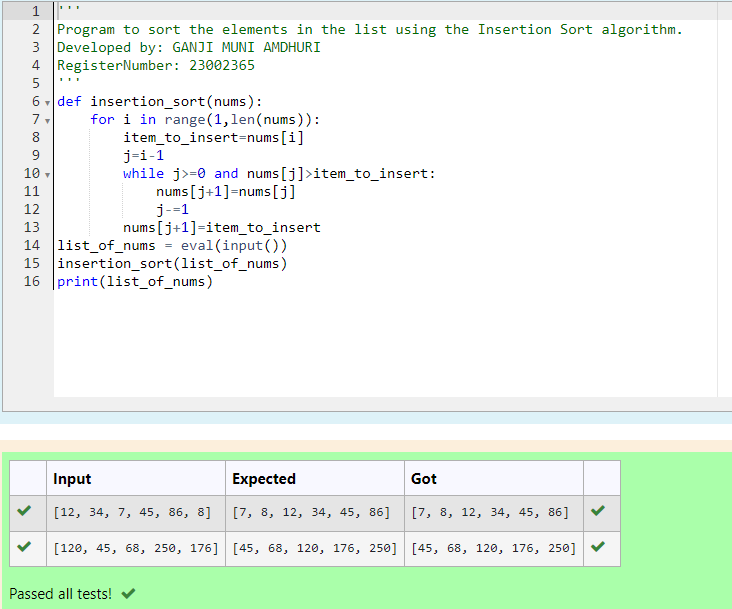 1 '''
2 Program to sort the elements in the list using the Insertion Sort algorithm.
3 Developed by: GANJI MUNI AMDHURI
4 RegisterNumber: 23002365
5 '''
6 def insertion_sort(nums):
7     for i in range(1,len(nums)):
8         item_to_insert=nums[i]
9         j=i-1
10         while j>=0 and nums[j]>item_to_insert:
11             nums[j+1]=nums[j]
12             j-=1
13         nums[j+1]=item_to_insert
14 list_of_nums = eval(input())
15 insertion_sort(list_of_nums)
16 print(list_of_nums)
Input Expected Got
[12, 34, 7, 45, 86, 8] [7, 8, 12, 34, 45, 86] [7, 8, 12, 34, 45, 86]
[120, 45, 68, 250, 176] [45, 68, 120, 176, 250] [45, 68, 120, 176, 250]
Passed all tests!